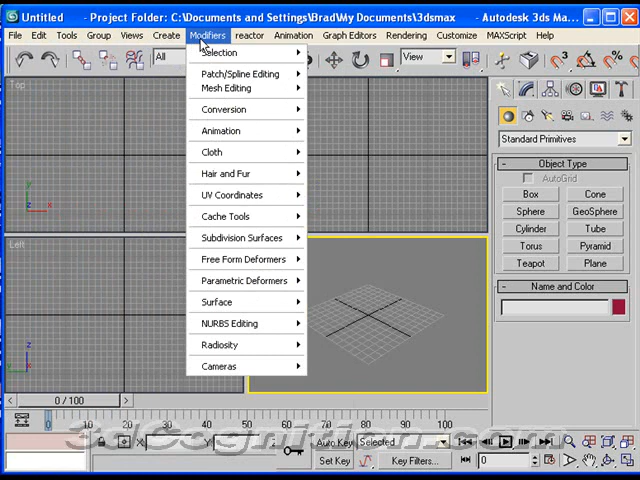 Untitled - Project Folder: C:\Documents and Settings\Brad\My Documents\3dsmax - Autodesk 3ds Ma...
File Edit Tools Group Views Create Modifiers reactor Animation Graph Editors Rendering Customize MAXScript Help
All View
Selection
Patch/Spline Editing
Mesh Editing
Conversion
Animation
Cloth
Hair and Fur
UV Coordinates
Cache Tools
Subdivision Surfaces
Free Form Deformers
Parametric Deformers
Surface
NURBS Editing
Radiosity
Cameras
Top
y
z x
Left
z
y
Standard Primitives
- Object Type
AutoGrid
Box Cone
Sphere GeoSphere
Cylinder Tube
Torus Pyramid
Teapot Plane
- Name and Color
< 0 / 100 >
0 10 20 30 40 50 60 70 80 90 100
X: Y: Auto Key Selected
Set Key Key Filters... 0
3dCognition.com